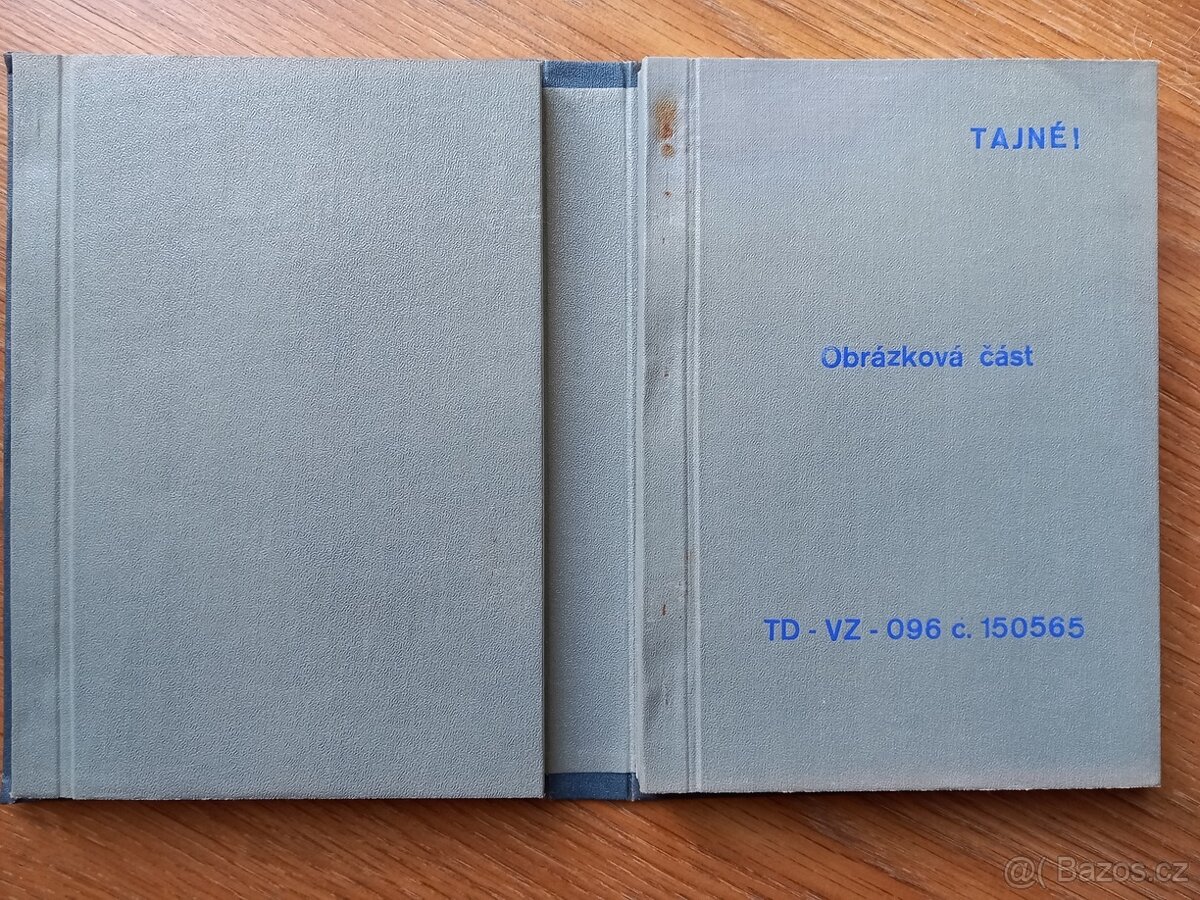 TAJNÉ!
Obrázková část
TD - VZ - 096 c. 150565
@( Bazos.cz